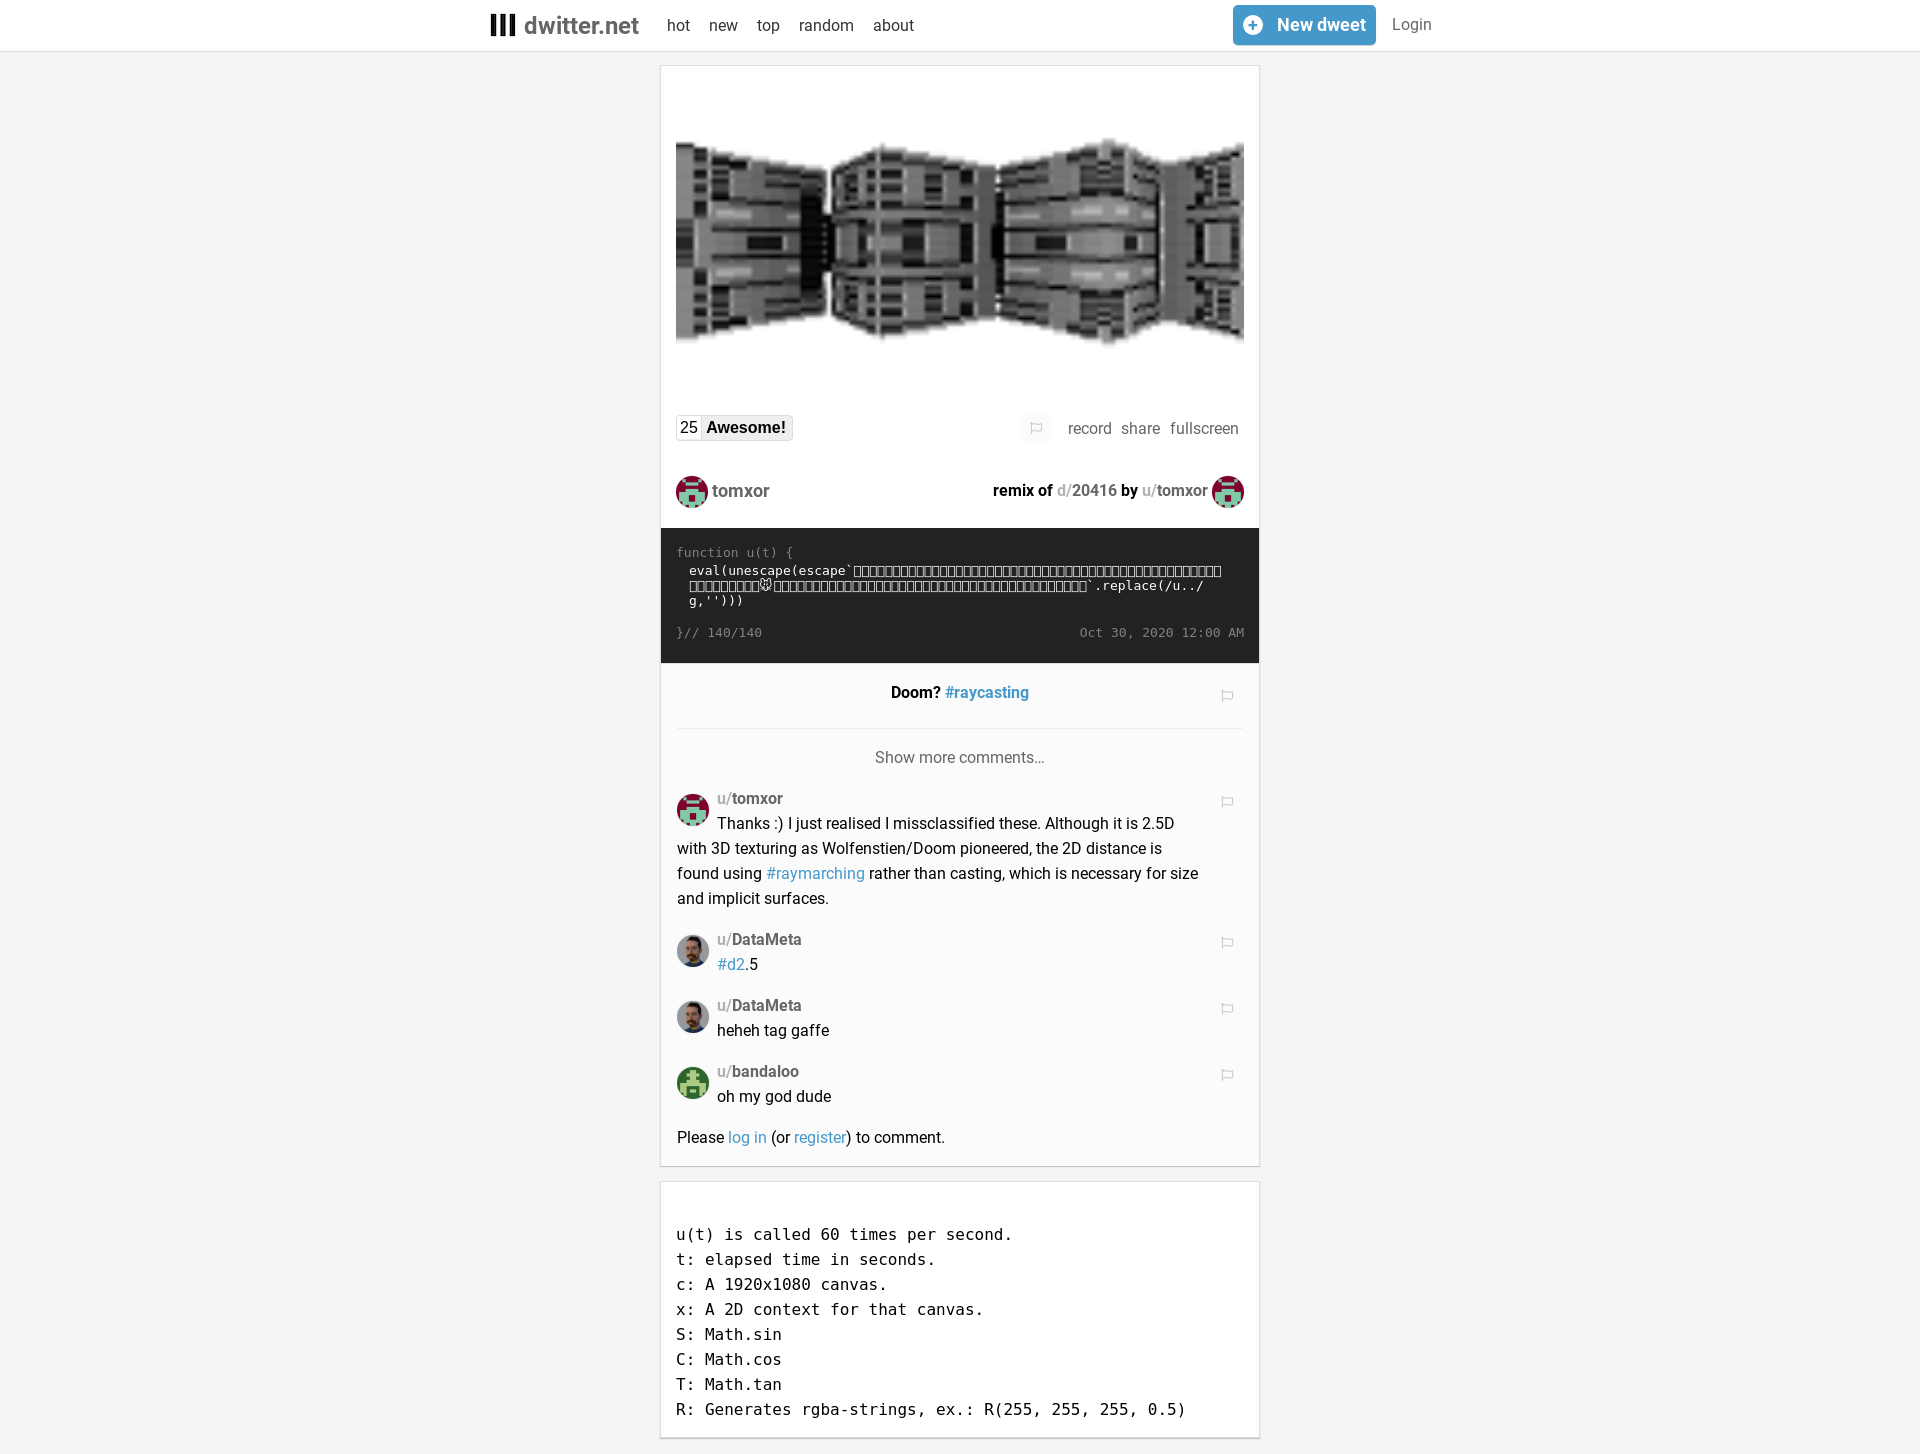 dwitter.net hot new top random about New dweet Login
25 Awesome! record share fullscreen
tomxor remix of d/20416 by u/tomxor
function u(t) {
eval(unescape(escape`
`.replace(/u../
g,'')))
}// 140/140 Oct 30, 2020 12:00 AM
Doom? #raycasting
Show more comments…
u/tomxor
Thanks :) I just realised I missclassified these. Although it is 2.5D
with 3D texturing as Wolfenstien/Doom pioneered, the 2D distance is
found using #raymarching rather than casting, which is necessary for size
and implicit surfaces.
u/DataMeta
#d2.5
u/DataMeta
heheh tag gaffe
u/bandaloo
oh my god dude
Please log in (or register) to comment.
u(t) is called 60 times per second.
t: elapsed time in seconds.
c: A 1920x1080 canvas.
x: A 2D context for that canvas.
S: Math.sin
C: Math.cos
T: Math.tan
R: Generates rgba-strings, ex.: R(255, 255, 255, 0.5)